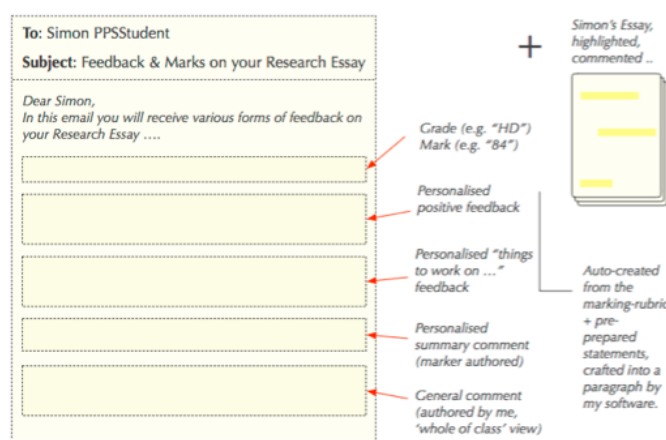 To: Simon PPSStudent
Subject: Feedback & Marks on your Research Essay
Dear Simon,
In this email you will receive various forms of feedback on
your Research Essay ....
Grade (e.g. “HD”)
Mark (e.g. “84”)
Personalised
positive feedback
Personalised “things
to work on ...”
feedback
Personalised
summary comment
(marker authored)
General comment
(authored by me,
‘whole of class’ view)
+
Simon’s Essay,
highlighted,
commented ..
Auto-created
from the
marking-rubric
+ pre-
prepared
statements,
crafted into a
paragraph by
my software.